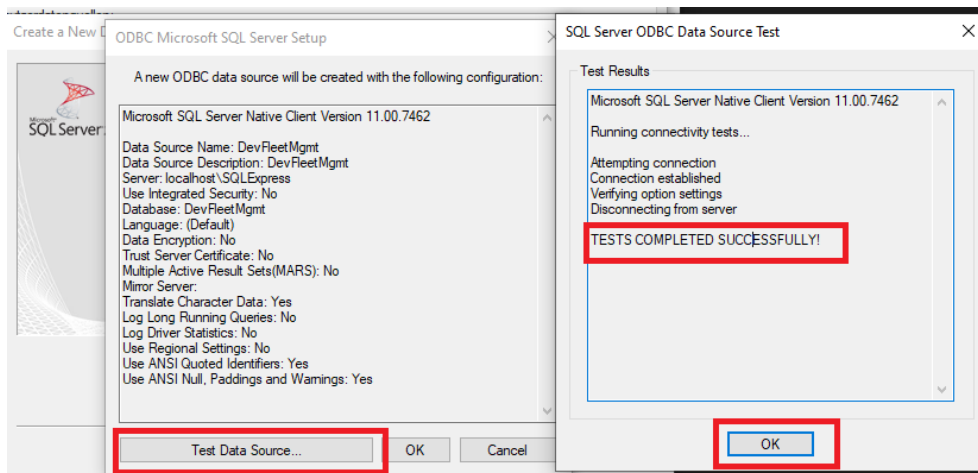 Create a New D
Microsoft
SQL Server
ODBC Microsoft SQL Server Setup
A new ODBC data source will be created with the following configuration:
Microsoft SQL Server Native Client Version 11.00.7462
Data Source Name: DevFleetMgmt
Data Source Description: DevFleetMgmt
Server: localhost\SQLExpress
Use Integrated Security: No
Database: DevFleetMgmt
Language: (Default)
Data Encryption: No
Trust Server Certificate: No
Multiple Active Result Sets(MARS): No
Mirror Server:
Translate Character Data: Yes
Log Long Running Queries: No
Log Driver Statistics: No
Use Regional Settings: No
Use ANSI Quoted Identifiers: Yes
Use ANSI Null, Paddings and Warnings: Yes
Test Data Source...
OK
Cancel
SQL Server ODBC Data Source Test
Test Results
Microsoft SQL Server Native Client Version 11.00.7462
Running connectivity tests...
Attempting connection
Connection established
Verifying option settings
Disconnecting from server
TESTS COMPLETED SUCCESSFULLY!
OK